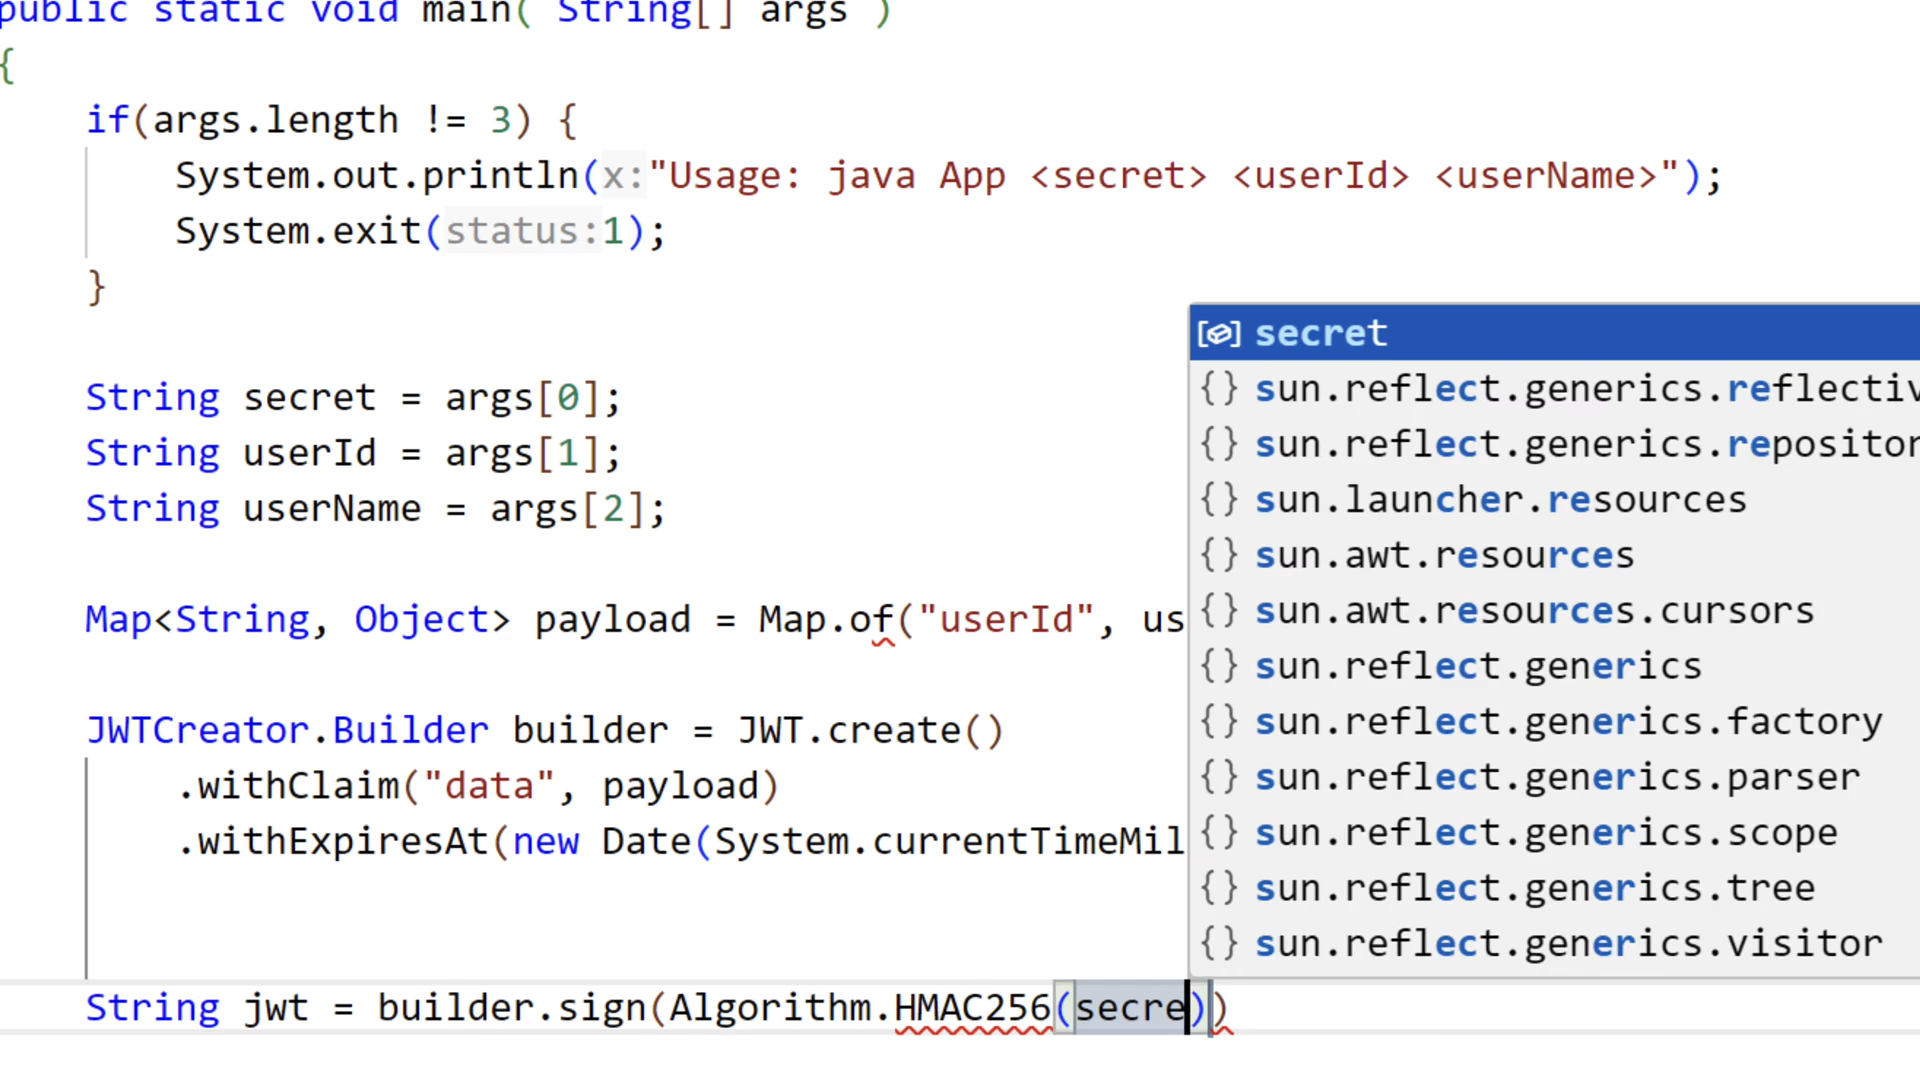 public static void main( String[] args )
{
if(args.length != 3) {
System.out.println(x:"Usage: java App <secret> <userId> <userName>");
System.exit(status:1);
}
String secret = args[0];
String userId = args[1];
String userName = args[2];
Map<String, Object> payload = Map.of("userId", us
JWTCreator.Builder builder = JWT.create()
.withClaim("data", payload)
.withExpiresAt(new Date(System.currentTimeMil
String jwt = builder.sign(Algorithm.HMAC256(secre))
secret
{} sun.reflect.generics.reflectiv
{} sun.reflect.generics.repositor
{} sun.launcher.resources
{} sun.awt.resources
{} sun.awt.resources.cursors
{} sun.reflect.generics
{} sun.reflect.generics.factory
{} sun.reflect.generics.parser
{} sun.reflect.generics.scope
{} sun.reflect.generics.tree
{} sun.reflect.generics.visitor